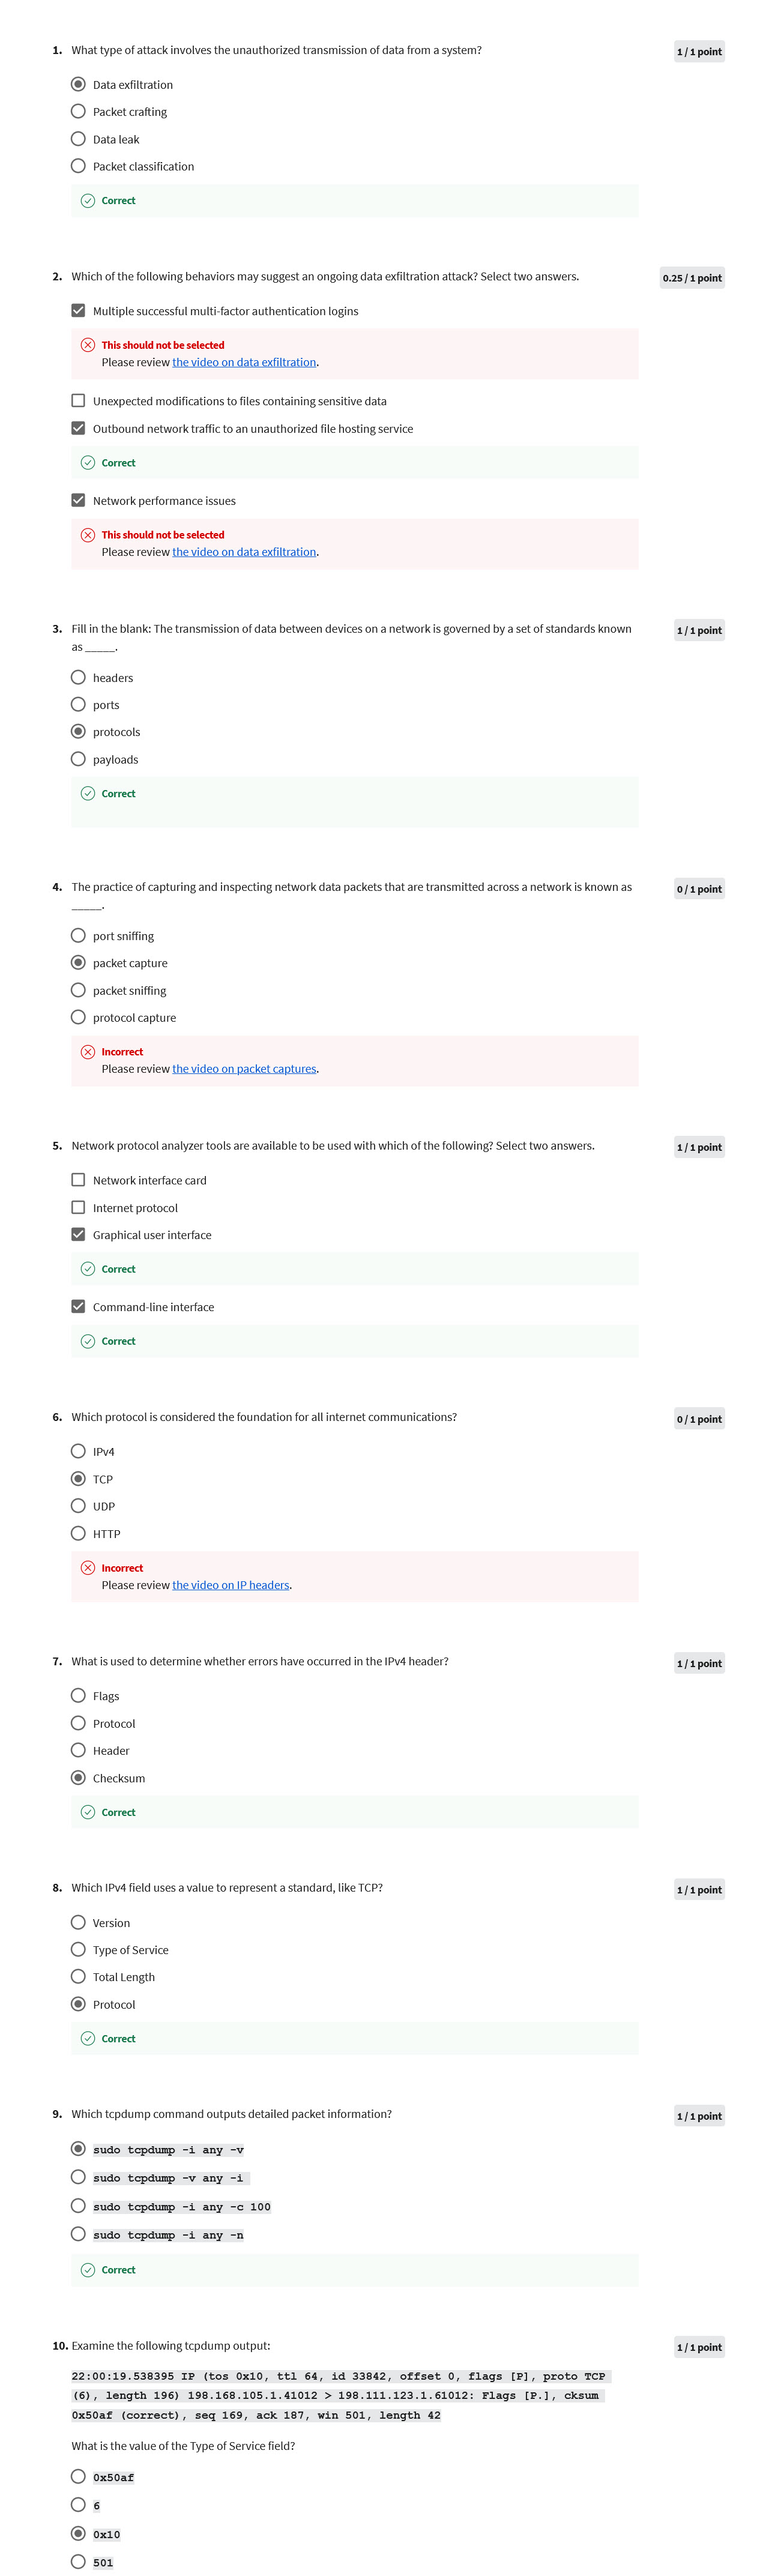 1. What type of attack involves the unauthorized transmission of data from a system?
1 / 1 point
Data exfiltration
Packet crafting
Data leak
Packet classification
Correct
2. Which of the following behaviors may suggest an ongoing data exfiltration attack? Select two answers.
0.25 / 1 point
Multiple successful multi-factor authentication logins
This should not be selected
Please review the video on data exfiltration.
Unexpected modifications to files containing sensitive data
Outbound network traffic to an unauthorized file hosting service
Correct
Network performance issues
This should not be selected
Please review the video on data exfiltration.
3. Fill in the blank: The transmission of data between devices on a network is governed by a set of standards known
as _____.
1 / 1 point
headers
ports
protocols
payloads
Correct
4. The practice of capturing and inspecting network data packets that are transmitted across a network is known as
_____.
0 / 1 point
port sniffing
packet capture
packet sniffing
protocol capture
Incorrect
Please review the video on packet captures.
5. Network protocol analyzer tools are available to be used with which of the following? Select two answers.
1 / 1 point
Network interface card
Internet protocol
Graphical user interface
Correct
Command-line interface
Correct
6. Which protocol is considered the foundation for all internet communications?
0 / 1 point
IPv4
TCP
UDP
HTTP
Incorrect
Please review the video on IP headers.
7. What is used to determine whether errors have occurred in the IPv4 header?
1 / 1 point
Flags
Protocol
Header
Checksum
Correct
8. Which IPv4 field uses a value to represent a standard, like TCP?
1 / 1 point
Version
Type of Service
Total Length
Protocol
Correct
9. Which tcpdump command outputs detailed packet information?
1 / 1 point
sudo tcpdump -i any -v
sudo tcpdump -v any -i
sudo tcpdump -i any -c 100
sudo tcpdump -i any -n
Correct
10. Examine the following tcpdump output:
1 / 1 point
22:00:19.538395 IP (tos 0x10, ttl 64, id 33842, offset 0, flags [P], proto TCP
(6), length 196) 198.168.105.1.41012 > 198.111.123.1.61012: Flags [P.], cksum
0x50af (correct), seq 169, ack 187, win 501, length 42
What is the value of the Type of Service field?
0x50af
6
0x10
501